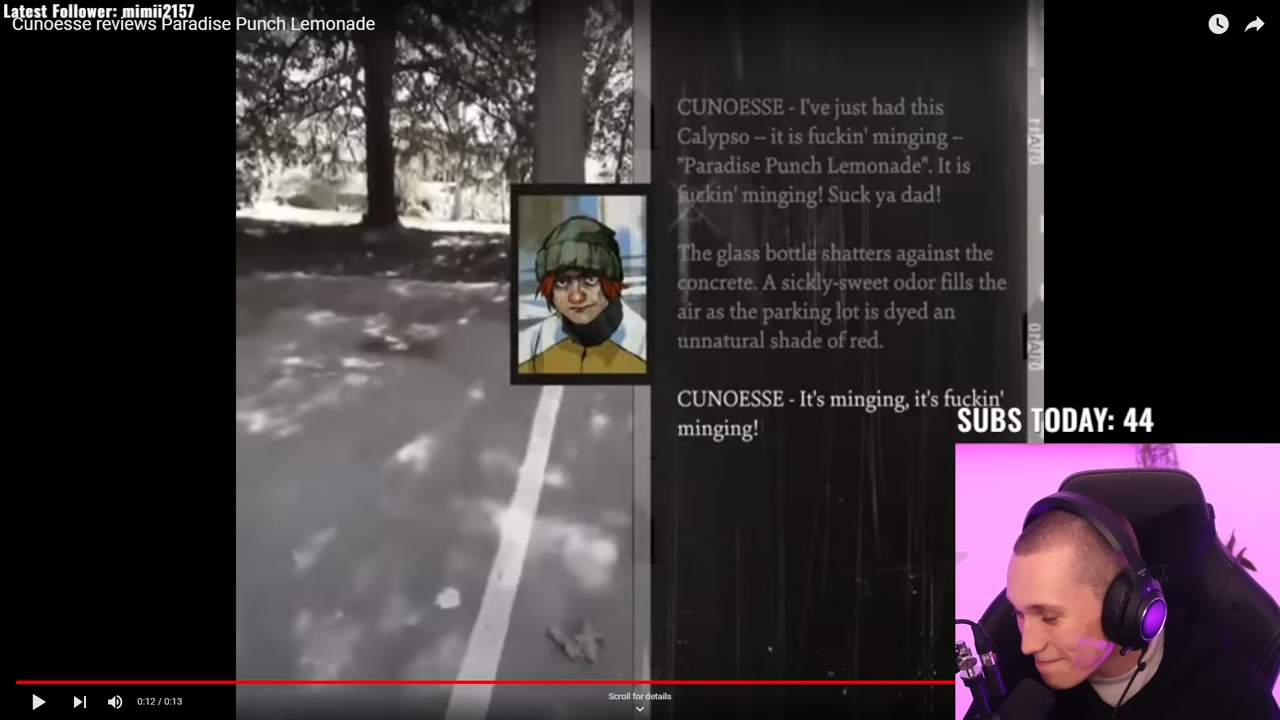 Latest Follower: mimii2157
Cunoesse reviews Paradise Punch Lemonade
CUNOESSE - I've just had this
Calypso -- it is fuckin' minging --
"Paradise Punch Lemonade". It is
fuckin' minging! Suck ya dad!
The glass bottle shatters against the
concrete. A sickly-sweet odor fills the
air as the parking lot is dyed an
unnatural shade of red.
CUNOESSE - It's minging, it's fuckin'
minging!
SUBS TODAY: 44
0:12 / 0:13
Scroll for details